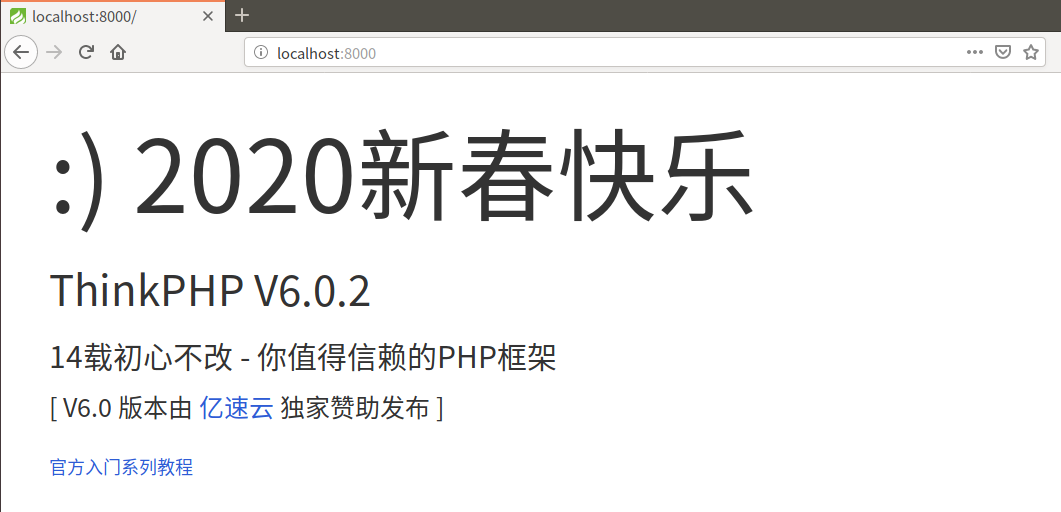 localhost:8000/
localhost:8000
:) 2020新春快乐
ThinkPHP V6.0.2
14载初心不改 - 你值得信赖的PHP框架
[ V6.0 版本由 亿速云 独家赞助发布 ]
官方入门系列教程